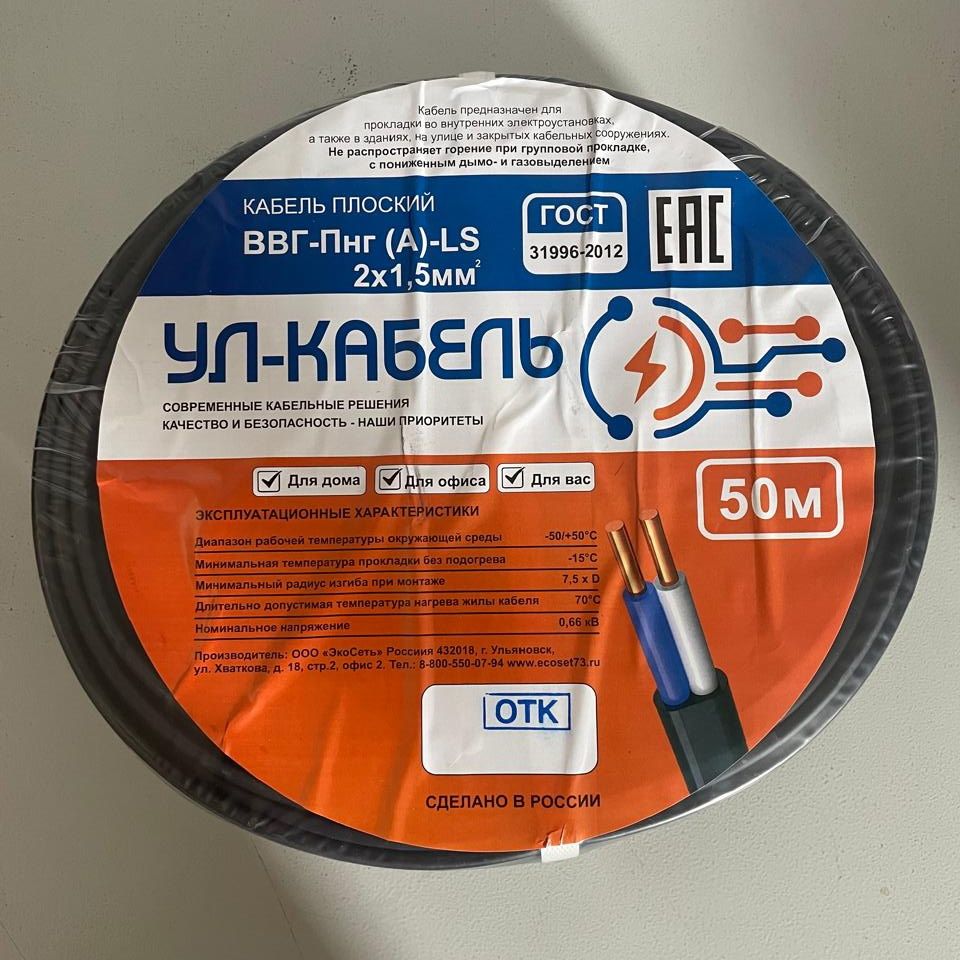 Кабель предназначен для
прокладки во внутренних электроустановках,
а также в зданиях, на улице и закрытых кабельных сооружениях.
Не распространяет горение при групповой прокладке,
с пониженным дымо- и газовыделением
КАБЕЛЬ ПЛОСКИЙ
ВВГ-Пнг (А)-LS
2х1,5мм²
ГОСТ
31996-2012
ЕАС
УЛ-КАБЕЛЬ
СОВРЕМЕННЫЕ КАБЕЛЬНЫЕ РЕШЕНИЯ
КАЧЕСТВО И БЕЗОПАСНОСТЬ - НАШИ ПРИОРИТЕТЫ
Для дома Для офиса Для вас
50м
ЭКСПЛУАТАЦИОННЫЕ ХАРАКТЕРИСТИКИ
Диапазон рабочей температуры окружающей среды -50/+50°С
Минимальная температура прокладки без подогрева -15°С
Минимальный радиус изгиба при монтаже 7,5 х D
Длительно допустимая температура нагрева жилы кабеля 70°С
Номинальное напряжение 0,66 кВ
Производитель: ООО «ЭкоСеть» Россиия 432018, г. Ульяновск,
ул. Хваткова, д. 18, стр.2, офис 2. Тел.: 8-800-550-07-94 www.ecoset73.ru
ОТК
СДЕЛАНО В РОССИИ